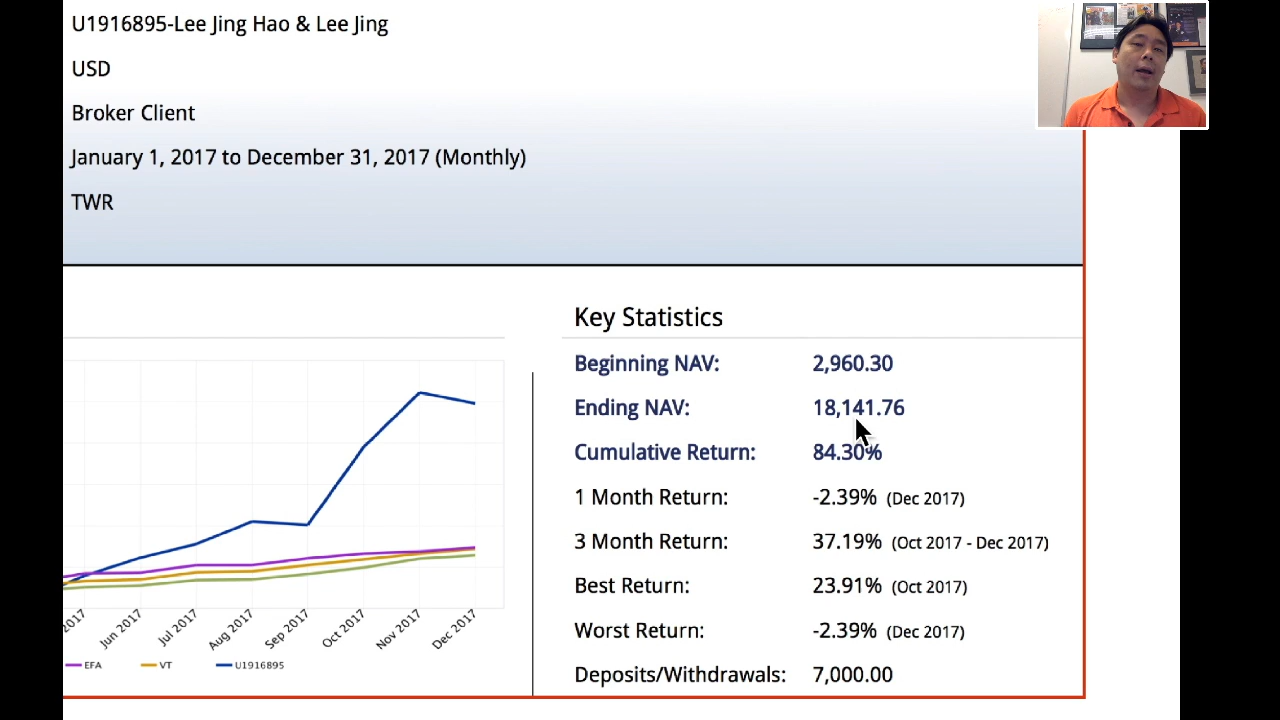 U1916895-Lee Jing Hao & Lee Jing
USD
Broker Client
January 1, 2017 to December 31, 2017 (Monthly)
TWR
Key Statistics
Beginning NAV: 2,960.30
Ending NAV: 18,141.76
Cumulative Return: 84.30%
1 Month Return: -2.39% (Dec 2017)
3 Month Return: 37.19% (Oct 2017 - Dec 2017)
Best Return: 23.91% (Oct 2017)
Worst Return: -2.39% (Dec 2017)
Deposits/Withdrawals: 7,000.00
2017 Jun 2017 Jul 2017 Aug 2017 Sep 2017 Oct 2017 Nov 2017 Dec 2017
EFA VT U1916895